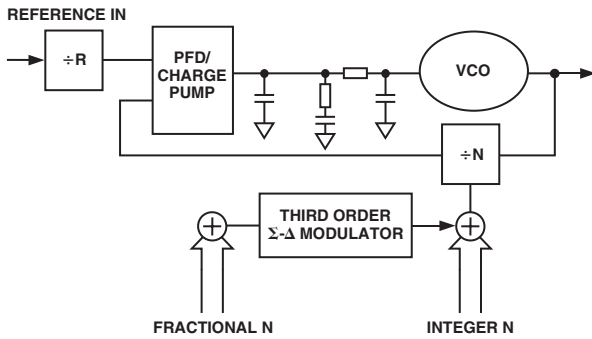 REFERENCE IN
÷R
PFD/
CHARGE
PUMP
VCO
÷N
THIRD ORDER
Σ-Δ MODULATOR
FRACTIONAL N
INTEGER N